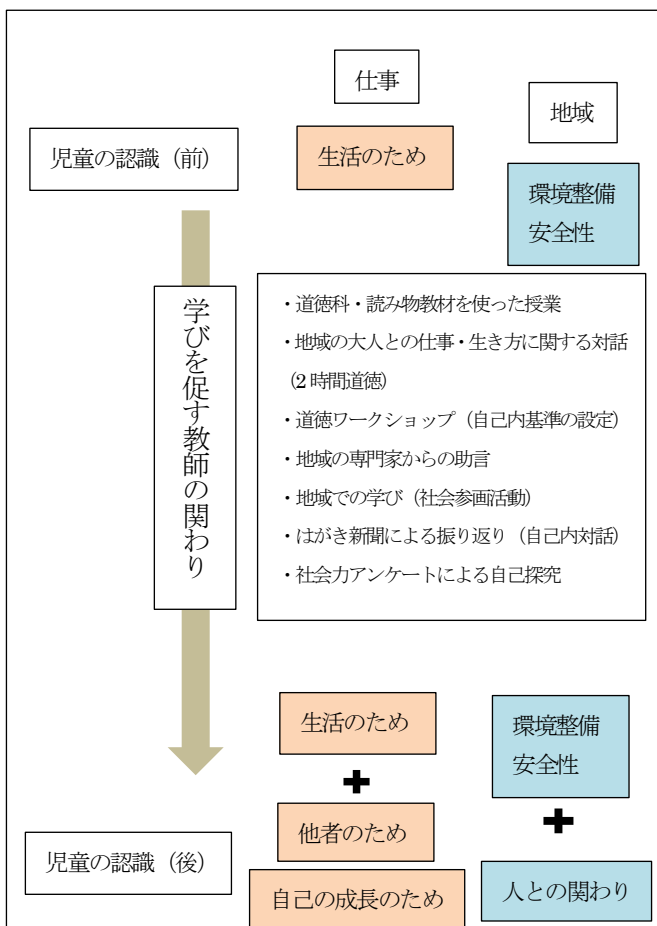 仕事
地域
児童の認識（前）
生活のため
環境整備
安全性
学びを促す教師の関わり
・道徳科・読み物教材を使った授業
・地域の大人との仕事・生き方に関する対話
（2時間道徳）
・道徳ワークショップ（自己内基準の設定）
・地域の専門家からの助言
・地域での学び（社会参画活動）
・はがき新聞による振り返り（自己内対話）
・社会力アンケートによる自己探究
生活のため
環境整備
安全性
+
+
他者のため
児童の認識（後）
自己の成長のため
人との関わり